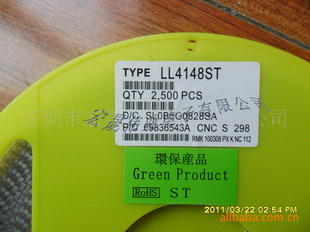 TYPE LL4148ST
QTY 2,500 PCS
D/C SL0B5G0828SA
P/O 69836543A CNC S 298
RMK 100308 PX K NC 112
環保産品
Green Product
RoHS ST
2011/03/22 02:54 PM